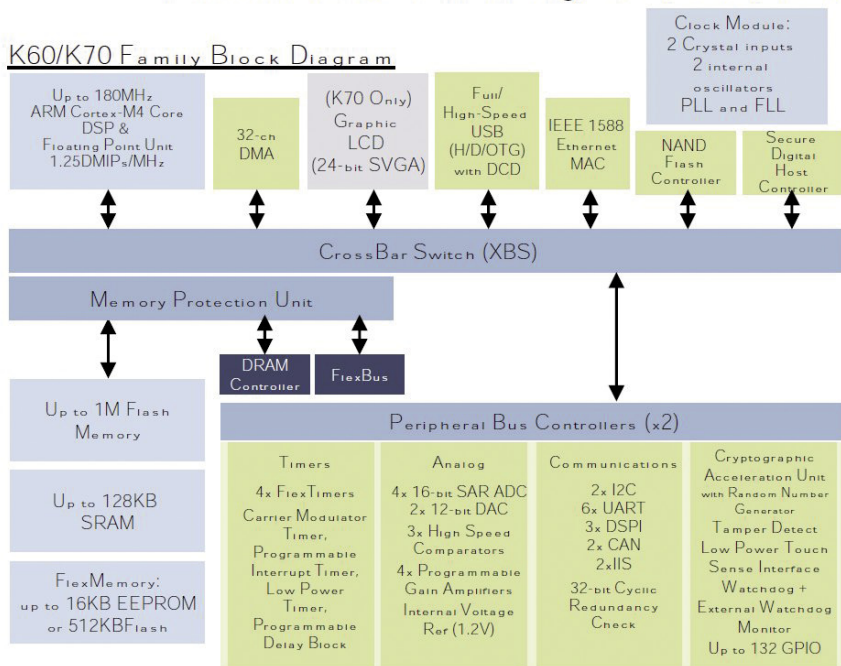 K60/K70 Family Block Diagram
Clock Module:
2 Crystal inputs
2 internal
oscillators
PLL and FLL
Up to 180MHz
ARM Cortex-M4 Core
DSP &
Floating Point Unit
1.25DMIPs/MHz
32-ch
DMA
(K70 Only)
Graphic
LCD
(24-bit SVGA)
Full/
High-Speed
USB
(H/D/OTG)
with DCD
IEEE 1588
Ethernet
MAC
NAND
Flash
Controller
Secure
Digital
Host
Controller
CrossBar Switch (XBS)
Memory Protection Unit
DRAM
Controller
FlexBus
Up to 1M Flash
Memory
Up to 128KB
SRAM
FlexMemory:
up to 16KB EEPROM
or 512KBFlash
Peripheral Bus Controllers (x2)
Timers
4x FlexTimers
Carrier Modulator
Timer,
Programmable
Interrupt Timer,
Low Power
Timer,
Programmable
Delay Block
Analog
4x 16-bit SAR ADC
2x 12-bit DAC
3x High Speed
Comparators
4x Programmable
Gain Amplifiers
Internal Voltage
Ref (1.2V)
Communications
2x I2C
6x UART
3x DSPI
2x CAN
2xIIS
32-bit Cyclic
Redundancy
Check
Cryptographic
Acceleration Unit
with Random Number
Generator
Tamper Detect
Low Power Touch
Sense Interface
Watchdog +
External Watchdog
Monitor
Up to 132 GPIO